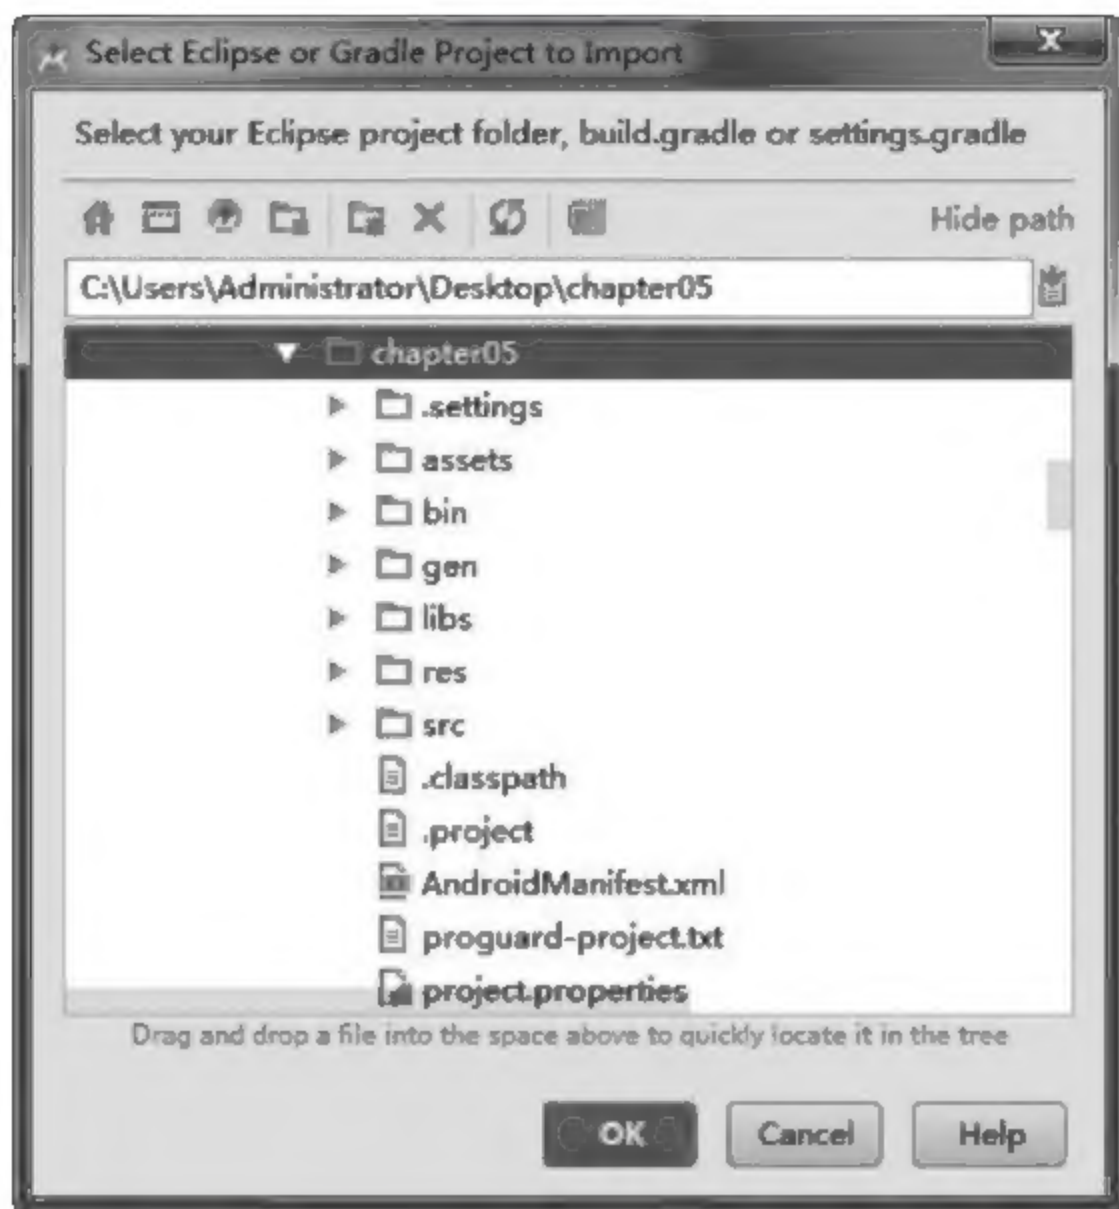 Select Eclipse or Gradle Project to Import
Select your Eclipse project folder, build.gradle or settings.gradle
Hide path
C:\Users\Administrator\Desktop\chapter05
chapter05
.settings
assets
bin
gen
libs
res
src
.classpath
.project
AndroidManifest.xml
proguard-project.txt
project.properties
Drag and drop a file into the space above to quickly locate it in the tree
OK Cancel Help